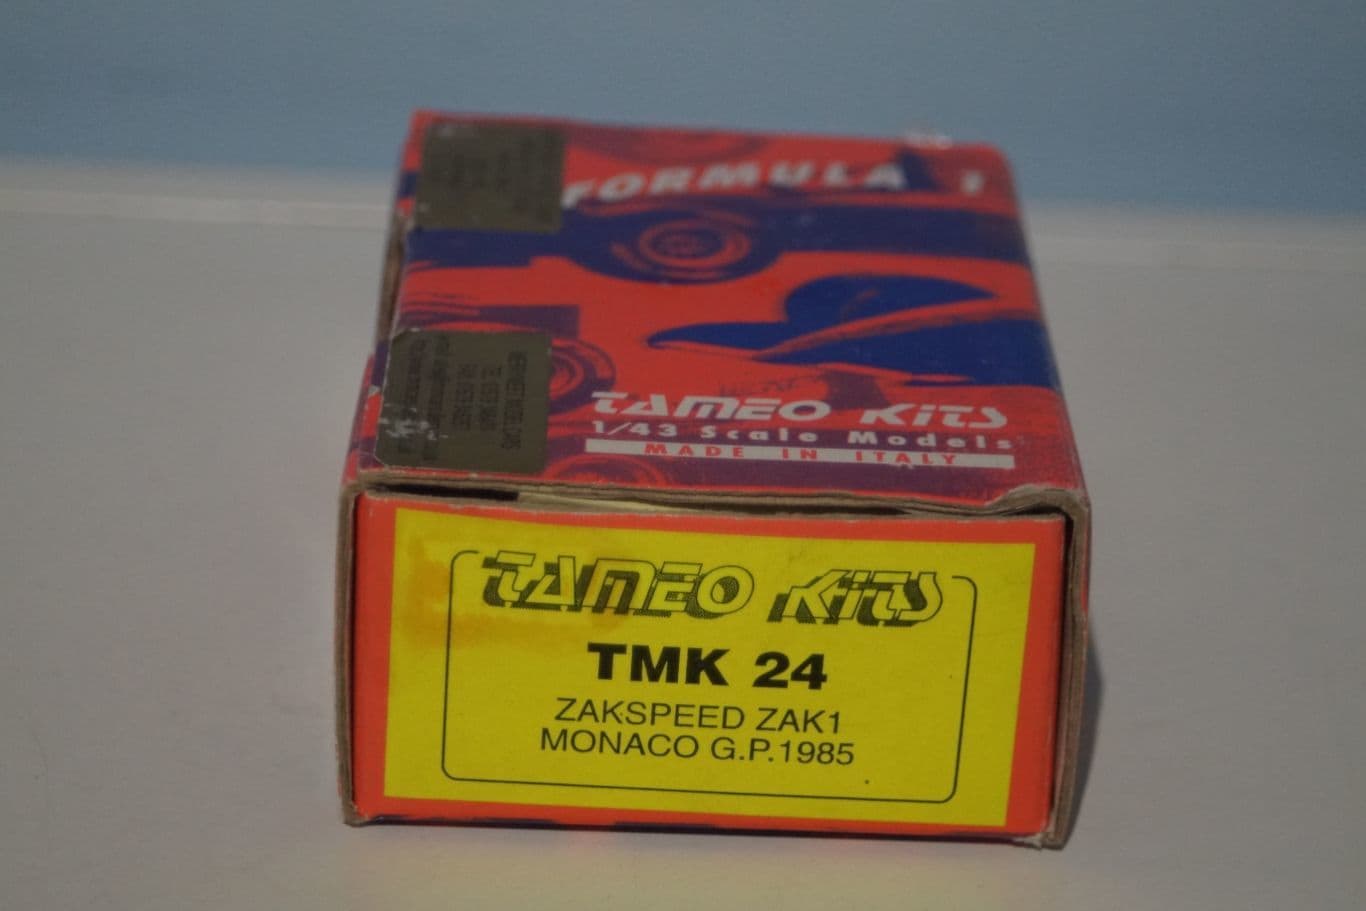 FORMULA 1
TAMEO KITS
1/43 Scale Models
MADE IN ITALY
TAMEO KITS
TMK 24
ZAKSPEED ZAK1
MONACO G.P.1985